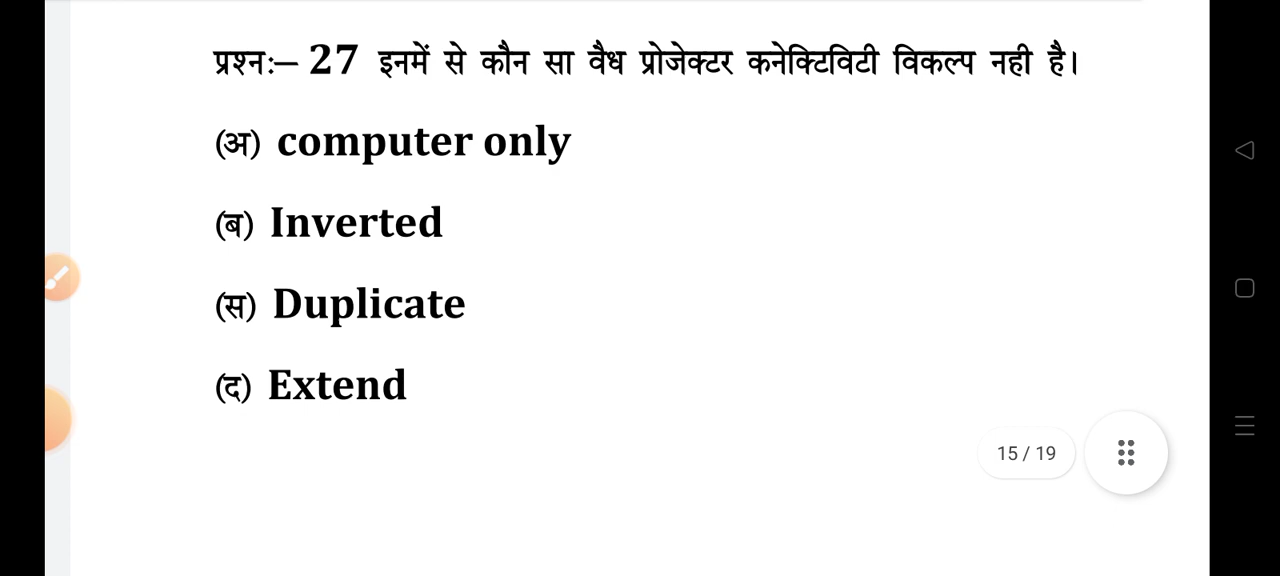 प्रश्नः– 27 इनमें से कौन सा वैध प्रोजेक्टर कनेक्टिविटी विकल्प नही है।
(अ) computer only
(ब) Inverted
(स) Duplicate
(द) Extend
15 / 19